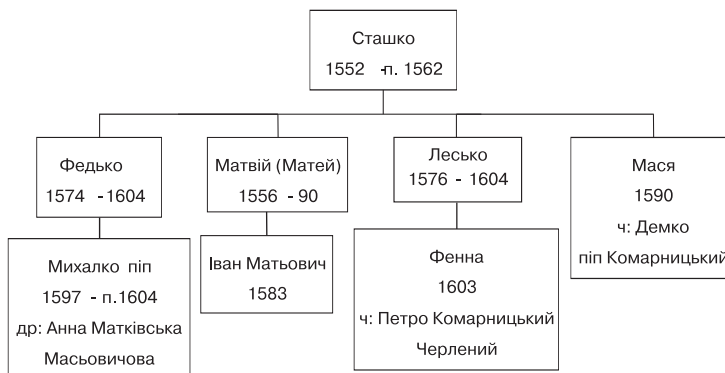 Сташко
1552 -п. 1562
Федько
1574 - 1604
Матвій (Матей)
1556 - 90
Лесько
1576 - 1604
Мася
1590
ч: Демко
піп Комарницький
Михалко піп
1597 - п.1604
др: Анна Матківська
Масьовичова
Іван Матьович
1583
Фенна
1603
ч: Петро Комарницький
Черлений